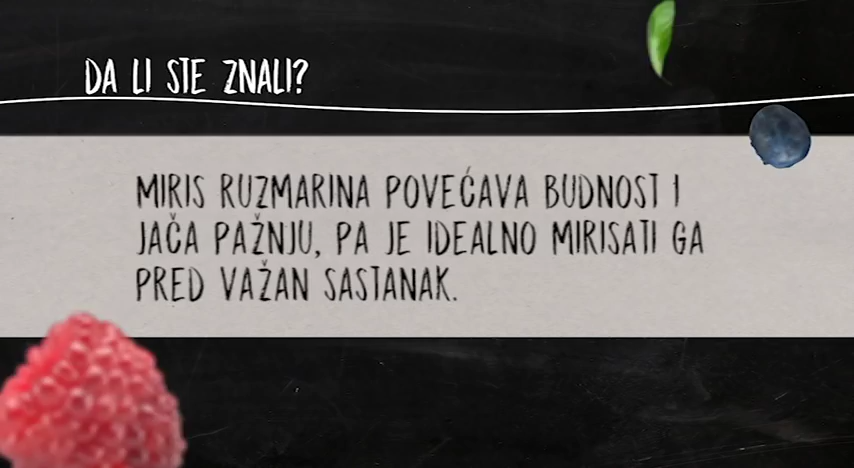 DA LI STE ZNALI?
MIRIS RUZMARINA POVEĆAVA BUDNOST I
JAČA PAŽNJU, PA JE IDEALNO MIRISATI GA
PRED VAŽAN SASTANAK.